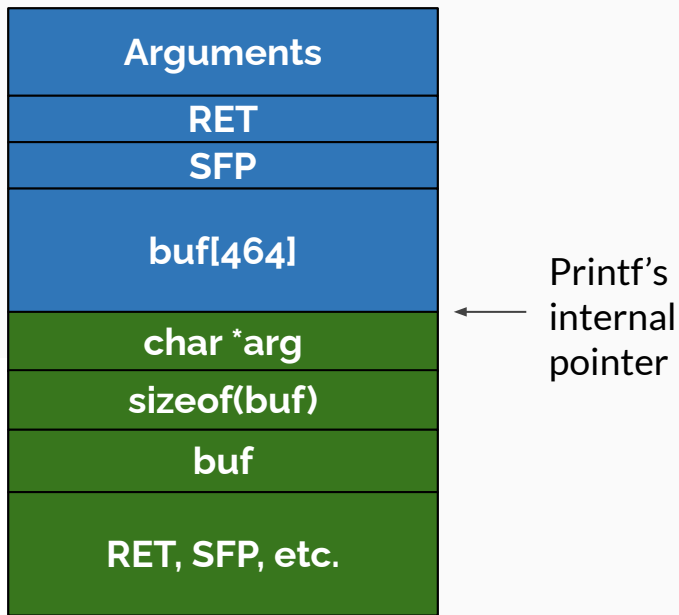 Arguments
RET
SFP
buf[464]
char *arg
sizeof(buf)
buf
RET, SFP, etc.
Printf’s
internal
pointer